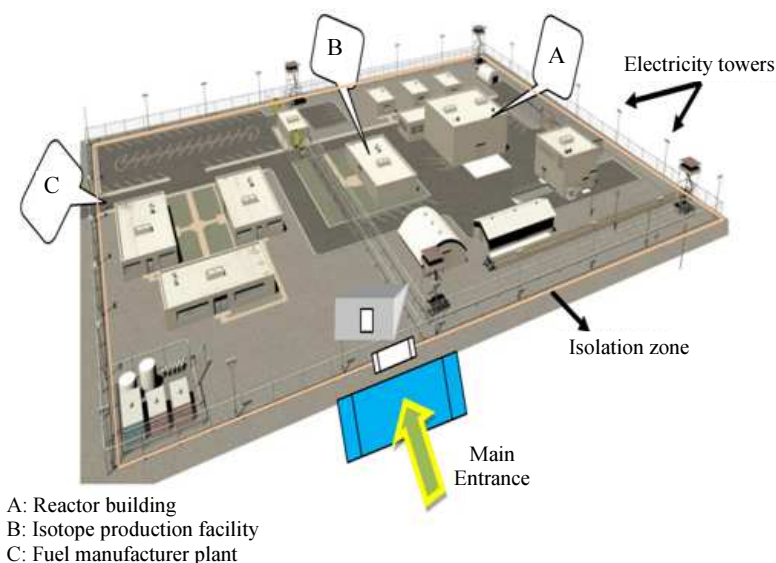 B
A
Electricity towers
C
Isolation zone
Main
Entrance
A: Reactor building
B: Isotope production facility
C: Fuel manufacturer plant